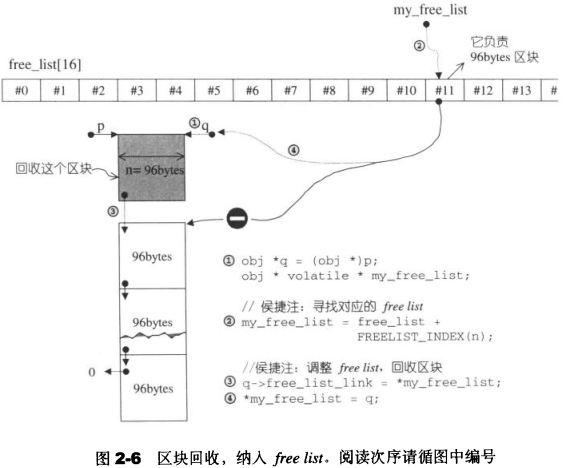 my_free_list
②
它负责
96bytes 区块
free_list[16]
#0 #1 #2 #3 #4 #5 #6 #7 #8 #9 #10 #11 #12 #13 #
p ① q
④
回收这个区块
n= 96bytes
③
96bytes
96bytes
0
96bytes
① obj *q = (obj *)p;
obj * volatile * my_free_list;
// 侯捷注：寻找对应的 free list
② my_free_list = free_list +
FREELIST_INDEX(n);
//侯捷注：调整 free list，回收区块
③ q->free_list_link = *my_free_list;
④ *my_free_list = q;
图 2-6 区块回收，纳入 free list。阅读次序请循图中编号